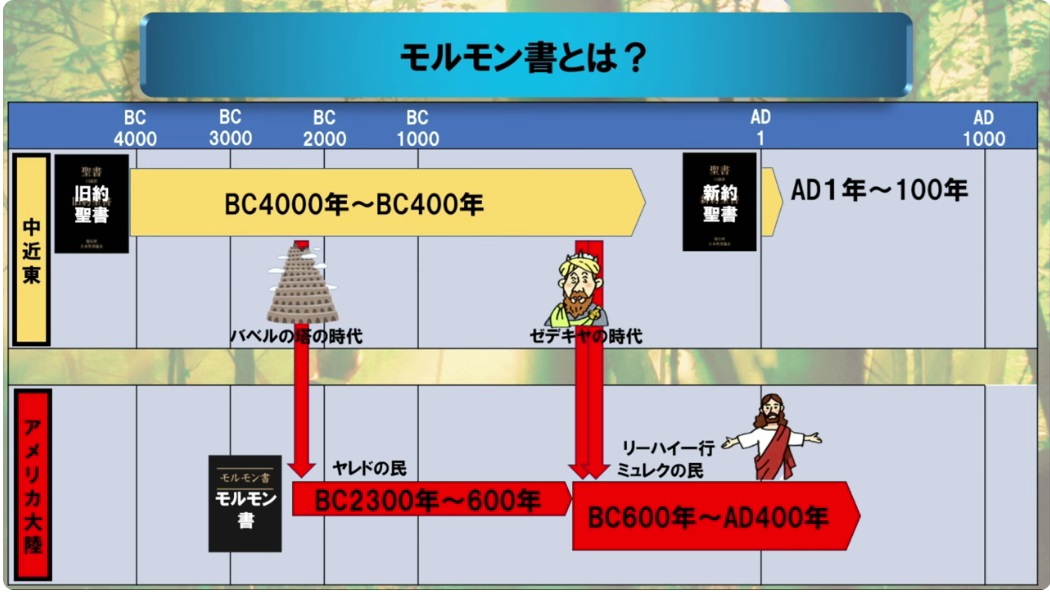 モルモン書とは？
BC
4000
BC
3000
BC
2000
BC
1000
AD
1
AD
1000
中近東
聖書
旧約
聖書
BC4000年～BC400年
聖書
新約
聖書
AD１年～100年
バベルの塔の時代
ゼデキヤの時代
アメリカ大陸
モルモン書
モルモン
書
ヤレドの民
BC2300年～600年
リーハイ一行
ミュレクの民
BC600年～AD400年